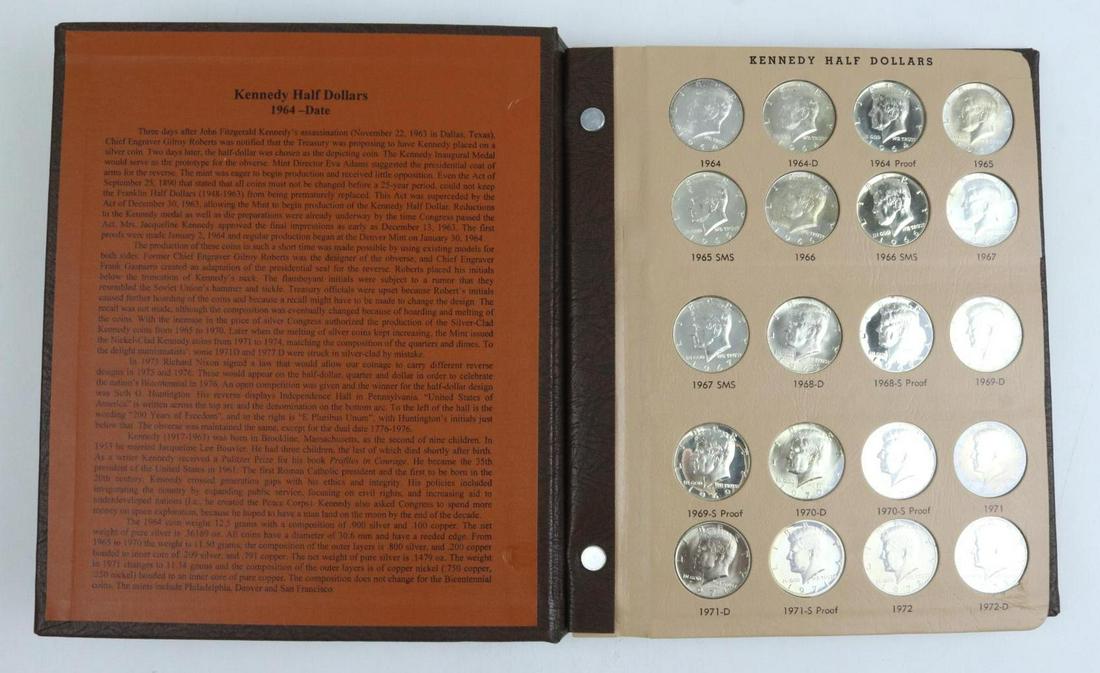 Kennedy Half Dollars
1964 –Date
Three days after John Fitzgerald Kennedy's assassination (November 22, 1963 in Dallas, Texas),
Chief Engraver Gilroy Roberts was notified that the Treasury was proposing to have Kennedy placed on a
silver coin. Two days later, the half-dollar was chosen as the depicting coin. The Kennedy Inaugural Medal
would serve as the prototype for the obverse. Mint Director Eva Adams suggested the presidential coat of
arms for the reverse. The mint was eager to begin production and received little opposition. Even the Act of
September 25, 1890 that stated that all coins must not be changed before a 25-year period, could not keep
the Franklin Half Dollars (1948-1963) from being prematurely replaced. This Act was superceded by the
Act of December 30, 1963, allowing the Mint to begin production of the Kennedy Half Dollar. Reductions
to the Kennedy medal as well as die preparations were already underway by the time Congress passed the
Act. Mrs. Jacqueline Kennedy approved the final impressions as early as December 13, 1963. The first
proofs were made January 2, 1964 and regular production began at the Denver Mint on January 30, 1964.
The production of these coins in such a short time was made possible by using existing models for
both sides. Former Chief Engraver Gilroy Roberts was the designer of the obverse, and Chief Engraver
Frank Gasparro created an adaptation of the presidential seal for the reverse. Roberts placed his initials
below the truncation of Kennedy's neck. The flamboyant initials were subject to a rumor that they
resembled the Soviet Union's hammer and sickle. Treasury officials were upset because Robert's initials
caused further hoarding of the coins and because a recall might have to be made to change the design. The
recall was not made, although the composition was eventually changed because of hoarding and melting of
the coins. With the increase in the price of silver Congress authorized the production of the Silver-Clad
Kennedy coins from 1965 to 1970. Later when the melting of silver coins kept increasing, the Mint issued
the Nickel-Clad Kennedy coins from 1971 to 1974, matching the composition of the quarters and dimes. To
the delight numismatists' some 1971D and 1977 D were struck in silver-clad by mistake.
In 1973 Richard Nixon signed a law that would allow our coinage to carry different reverse
designs in 1975 and 1976. These would appear on the half-dollar, quarter and dollar in order to celebrate
the nation's Bicentennial in 1976. An open competition was given and the winner for the half-dollar design
was Seth G. Huntington. His reverse displays Independence Hall in Pennsylvania. "United States of
America" is written across the top arc and the denomination on the bottom arc. To the left of the hall is the
wording "200 Years of Freedom", and to the right is "E Pluribus Unum", with Huntington's initials just
below that. The obverse was maintained the same, except for the dual date 1776-1976.
Kennedy (1917-1963) was born in Brookline, Massachusetts, as the second of nine children. In
1953 he married Jacqueline Lee Bouvier. He had three children, the last of which died shortly after birth.
As a writer Kennedy received a Pulitzer Prize for his book Profiles in Courage. He became the 35th
president of the United States in 1961. The first Roman Catholic president and the first to be born in the
20th century, Kennedy crossed generation gaps with his ethics and integrity. His policies included
invigorating the country by expanding public service, focusing on civil rights, and increasing aid to
underdeveloped nations (i.e., he created the Peace Corps). Kennedy also asked Congress to spend more
money on space exploration, because he hoped to have a man land on the moon by the end of the decade.
The 1964 coin weight 12.5 grams with a composition of .900 silver and .100 copper. The net
weight of pure silver is .36169 oz. All coins have a diameter of 30.6 mm and have a reeded edge. From
1965 to 1970 the weight is 11.50 grams; the composition of the outer layers is .800 silver, and .200 copper
bonded to inner core of .209 silver, and .791 copper. The net weight of pure silver is .1479 oz. The weight
in 1971 changes to 11.34 grams and the composition of the outer layers is of copper nickel (.750 copper,
.250 nickel) bonded to an inner core of pure copper. The composition does not change for the Bicentennial
coins. The mints include Philadelphia, Denver and San Francisco.
KENNEDY HALF DOLLARS
1964 1964-D 1964 Proof 1965
1965 SMS 1966 1966 SMS 1967
1967 SMS 1968-D 1968-S Proof 1969-D
1969-S Proof 1970-D 1970-S Proof 1971
1971-D 1971-S Proof 1972 1972-D